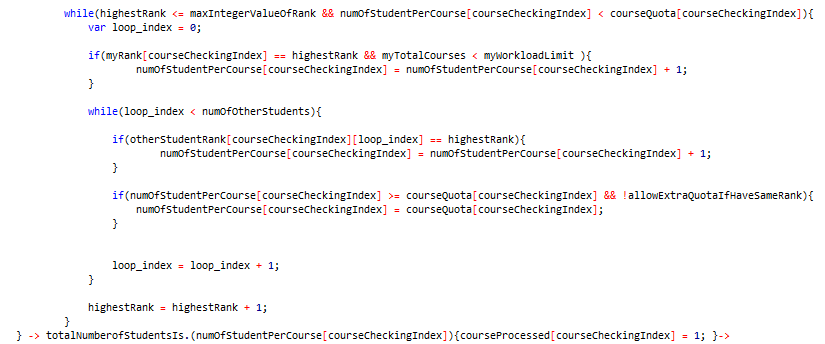 while(highestRank <= maxIntegerValueOfRank && numOfStudentPerCourse[courseCheckingIndex] < courseQuota[courseCheckingIndex]){
var loop_index = 0;
if(myRank[courseCheckingIndex] == highestRank && myTotalCourses < myWorkloadLimit ){
numOfStudentPerCourse[courseCheckingIndex] = numOfStudentPerCourse[courseCheckingIndex] + 1;
}
while(loop_index < numOfOtherStudents){
if(otherStudentRank[courseCheckingIndex][loop_index] == highestRank){
numOfStudentPerCourse[courseCheckingIndex] = numOfStudentPerCourse[courseCheckingIndex] + 1;
}
if(numOfStudentPerCourse[courseCheckingIndex] >= courseQuota[courseCheckingIndex] && !allowExtraQuotaIfHaveSameRank){
numOfStudentPerCourse[courseCheckingIndex] = courseQuota[courseCheckingIndex];
}
loop_index = loop_index + 1;
}
highestRank = highestRank + 1;
}
} -> totalNumberofStudentsIs.(numOfStudentPerCourse[courseCheckingIndex]){courseProcessed[courseCheckingIndex] = 1; }->